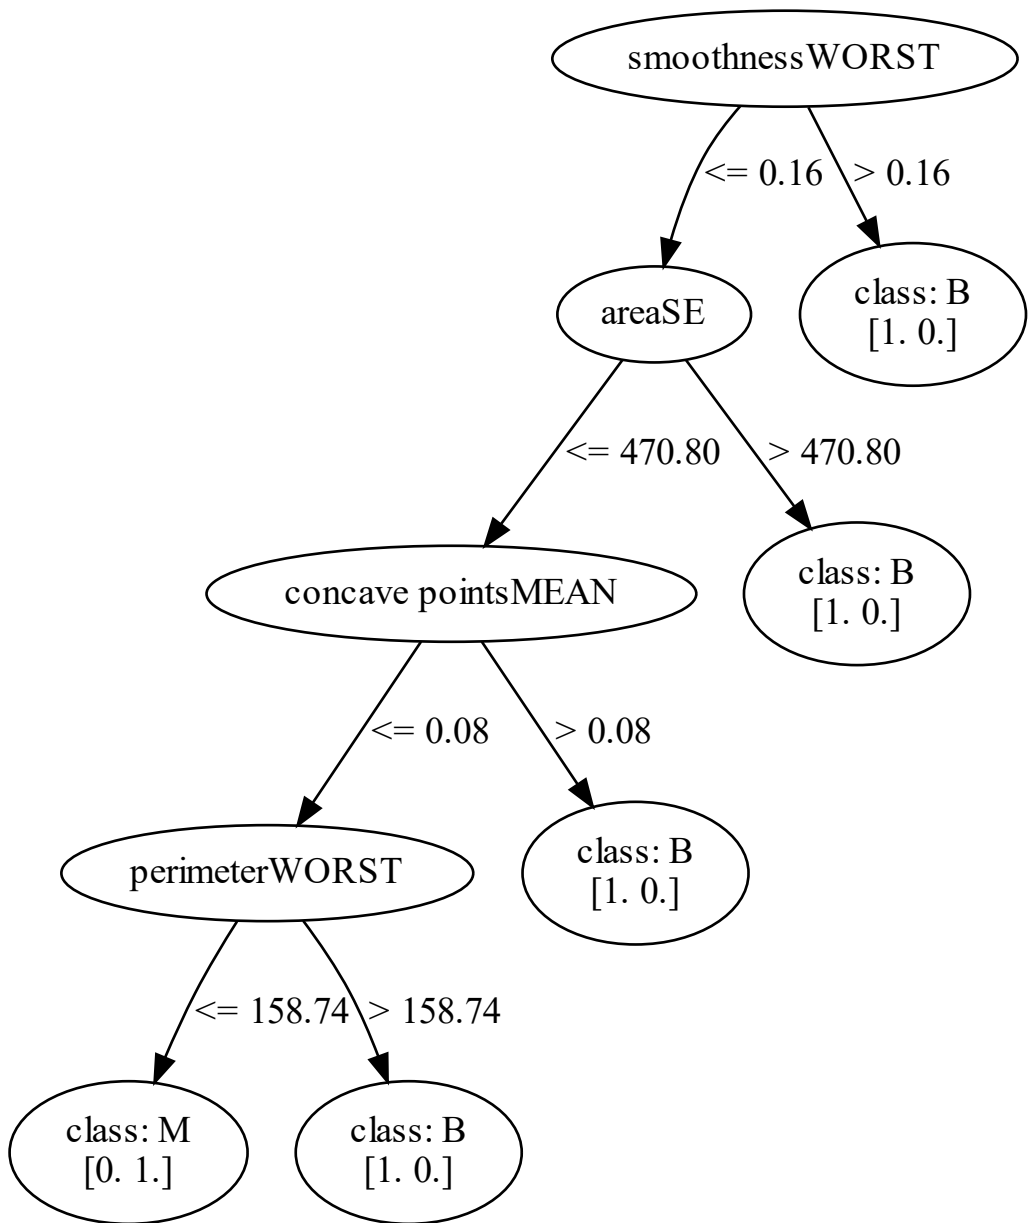 smoothnessWORST
<= 0.16
> 0.16
areaSE
class: B
[1. 0.]
<= 470.80
> 470.80
concave pointsMEAN
class: B
[1. 0.]
<= 0.08
> 0.08
perimeterWORST
class: B
[1. 0.]
<= 158.74
> 158.74
class: M
[0. 1.]
class: B
[1. 0.]